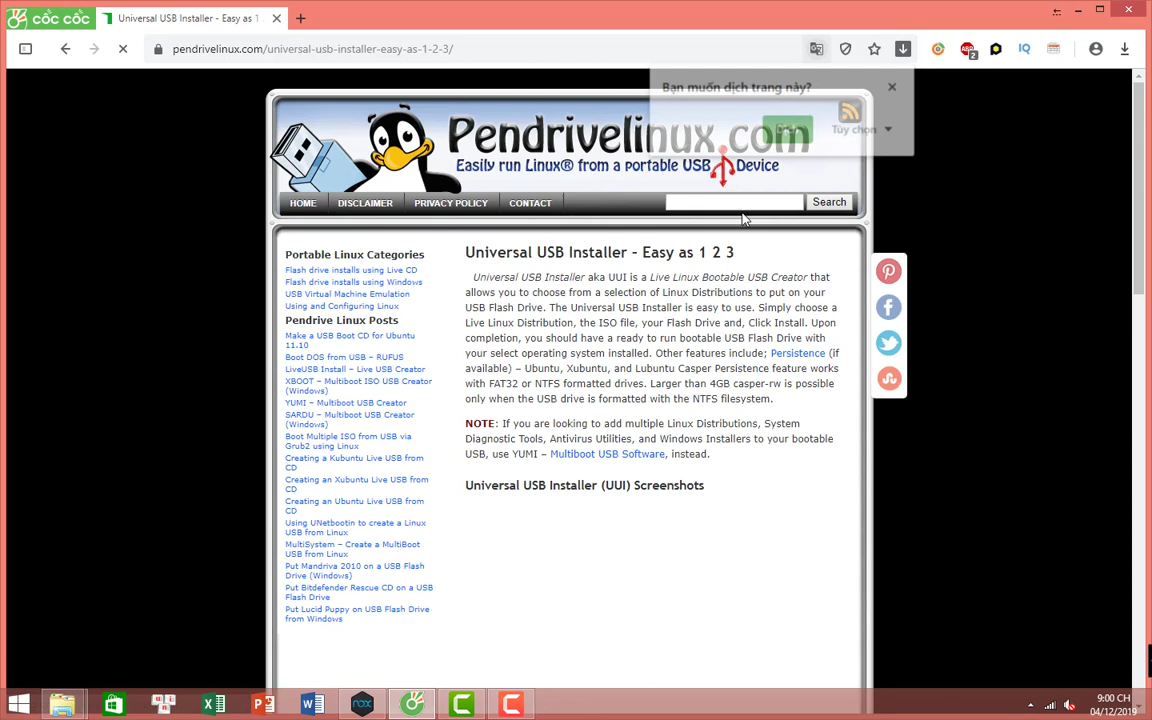 cốc cốc
Universal USB Installer - Easy as 1
pendrivelinux.com/universal-usb-installer-easy-as-1-2-3/
ABP
2
IQ
Bạn muốn dịch trang này?
Dịch
Tùy chọn
Pendrivelinux.com
Easily run Linux® from a portable USB Device
HOME
DISCLAIMER
PRIVACY POLICY
CONTACT
Search
Portable Linux Categories
Flash drive installs using Live CD
Flash drive installs using Windows
USB Virtual Machine Emulation
Using and Configuring Linux
Pendrive Linux Posts
Make a USB Boot CD for Ubuntu
11.10
Boot DOS from USB – RUFUS
LiveUSB Install – Live USB Creator
XBOOT – Multiboot ISO USB Creator
(Windows)
YUMI – Multiboot USB Creator
SARDU – Multiboot USB Creator
(Windows)
Boot Multiple ISO from USB via
Grub2 using Linux
Creating a Kubuntu Live USB from
CD
Creating an Xubuntu Live USB from
CD
Creating an Ubuntu Live USB from
CD
Using UNetbootin to create a Linux
USB from Linux
MultiSystem – Create a MultiBoot
USB from Linux
Put Mandriva 2010 on a USB Flash
Drive (Windows)
Put Bitdefender Rescue CD on a USB
Flash Drive
Put Lucid Puppy on USB Flash Drive
from Windows
Universal USB Installer – Easy as 1 2 3
Universal USB Installer aka UUI is a Live Linux Bootable USB Creator that
allows you to choose from a selection of Linux Distributions to put on your
USB Flash Drive. The Universal USB Installer is easy to use. Simply choose a
Live Linux Distribution, the ISO file, your Flash Drive and, Click Install. Upon
completion, you should have a ready to run bootable USB Flash Drive with
your select operating system installed. Other features include; Persistence (if
available) – Ubuntu, Xubuntu, and Lubuntu Casper Persistence feature works
with FAT32 or NTFS formatted drives. Larger than 4GB casper-rw is possible
only when the USB drive is formatted with the NTFS filesystem.
NOTE: If you are looking to add multiple Linux Distributions, System
Diagnostic Tools, Antivirus Utilities, and Windows Installers to your bootable
USB, use YUMI – Multiboot USB Software, instead.
Universal USB Installer (UUI) Screenshots
nox
9:00 CH
04/12/2019